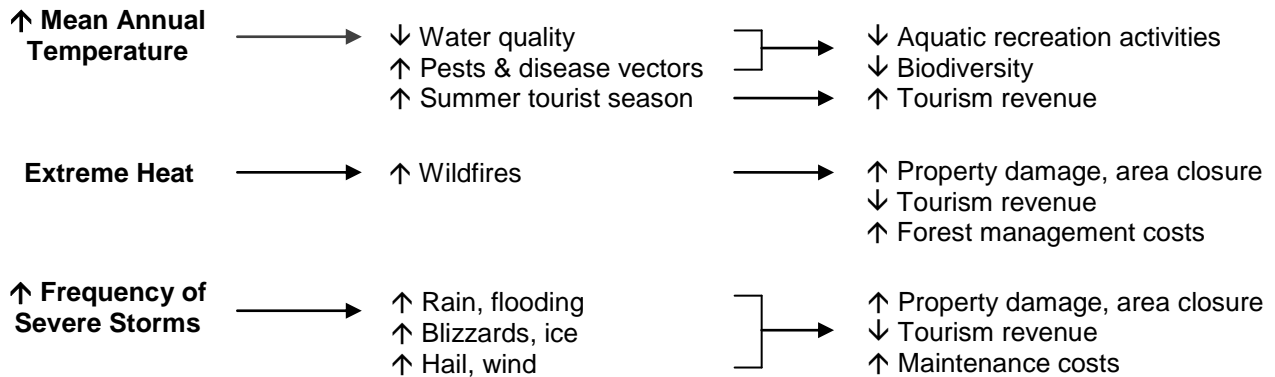 ↑ Mean Annual
Temperature
↓ Water quality
↑ Pests & disease vectors
↑ Summer tourist season
↓ Aquatic recreation activities
↓ Biodiversity
↑ Tourism revenue
Extreme Heat
↑ Wildfires
↑ Property damage, area closure
↓ Tourism revenue
↑ Forest management costs
↑ Frequency of
Severe Storms
↑ Rain, flooding
↑ Blizzards, ice
↑ Hail, wind
↑ Property damage, area closure
↓ Tourism revenue
↑ Maintenance costs